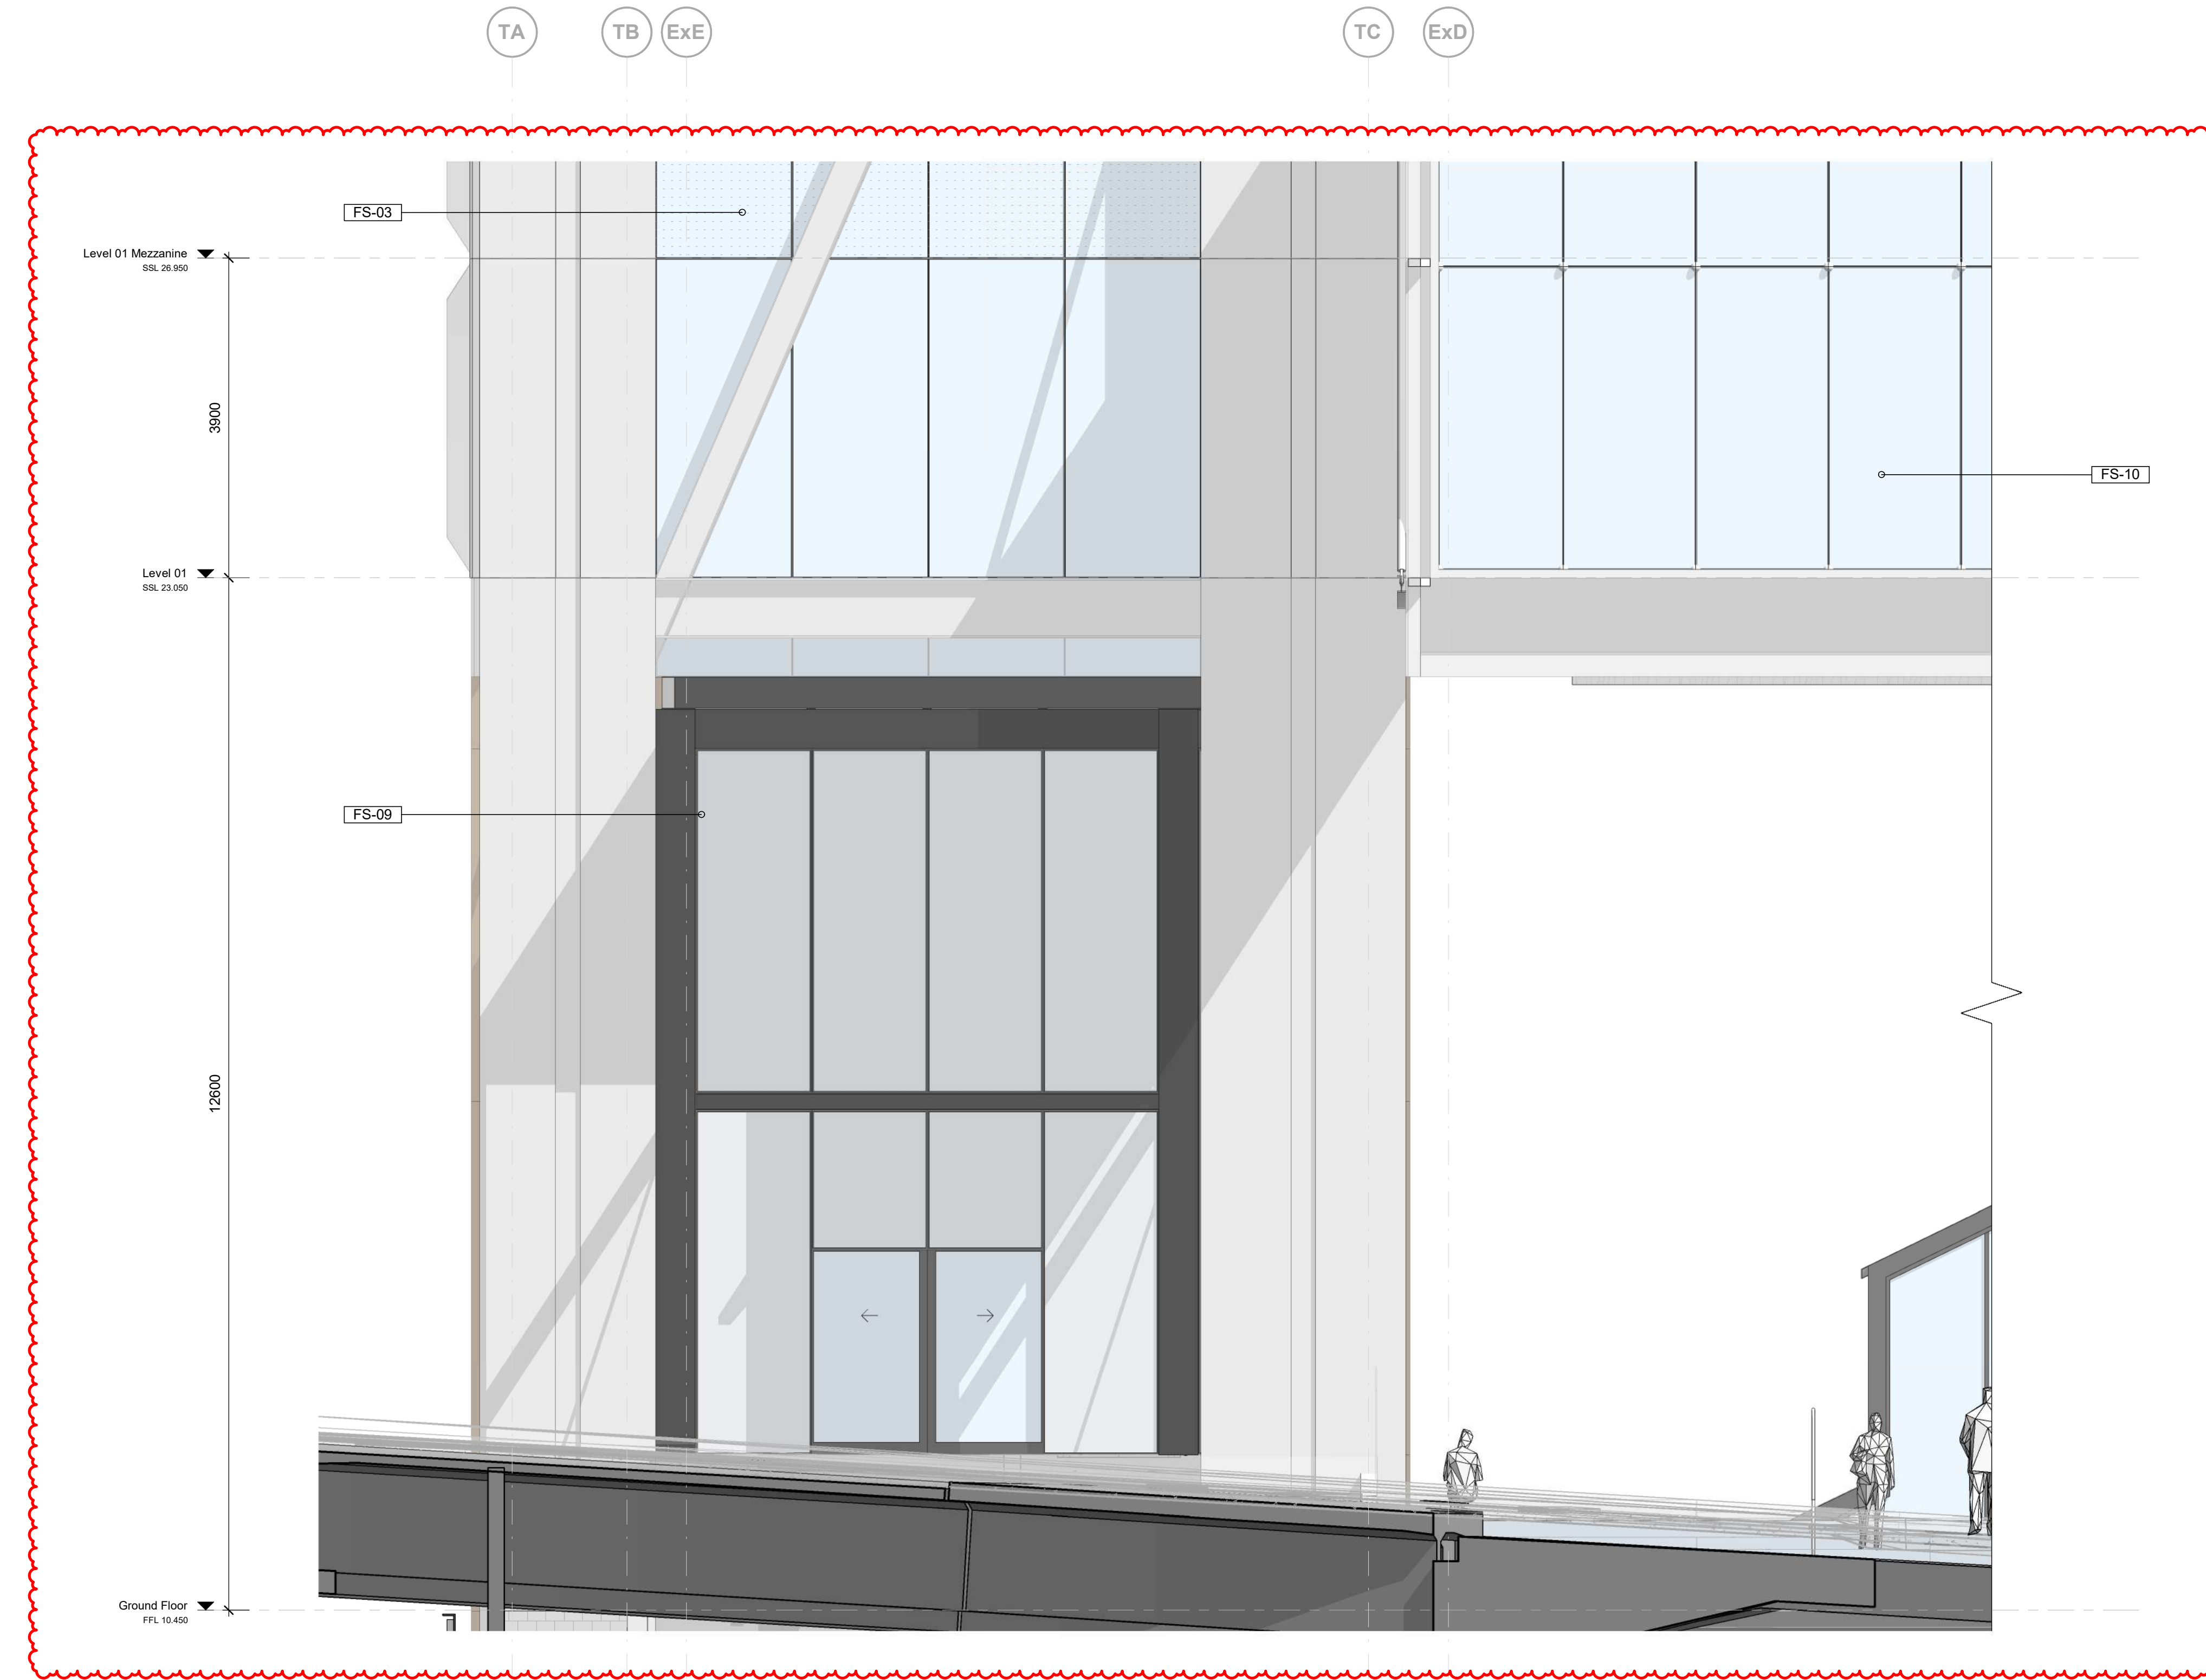 TA
TB
ExE
TC
ExD
FS-03
Level 01 Mezzanine
SSL 26.950
3900
FS-10
Level 01
SSL 23.050
FS-09
12600
Ground Floor
FFL 10.450